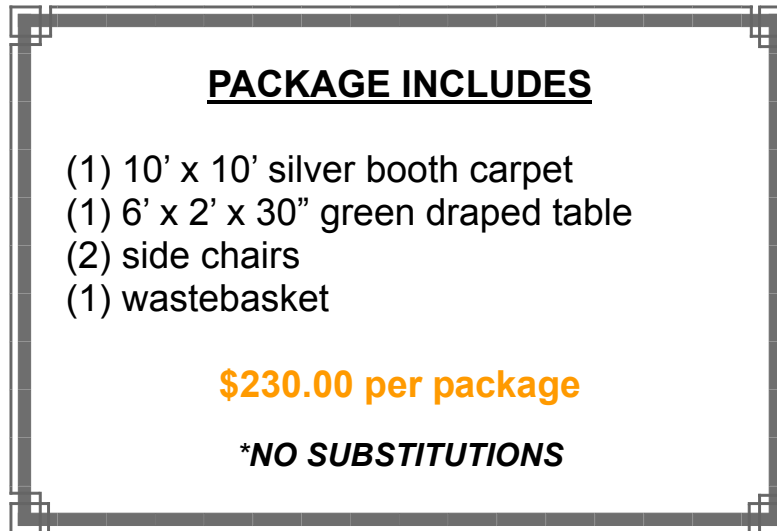 PACKAGE INCLUDES
(1) 10’ x 10’ silver booth carpet
(1) 6’ x 2’ x 30” green draped table
(2) side chairs
(1) wastebasket
$230.00 per package
*NO SUBSTITUTIONS